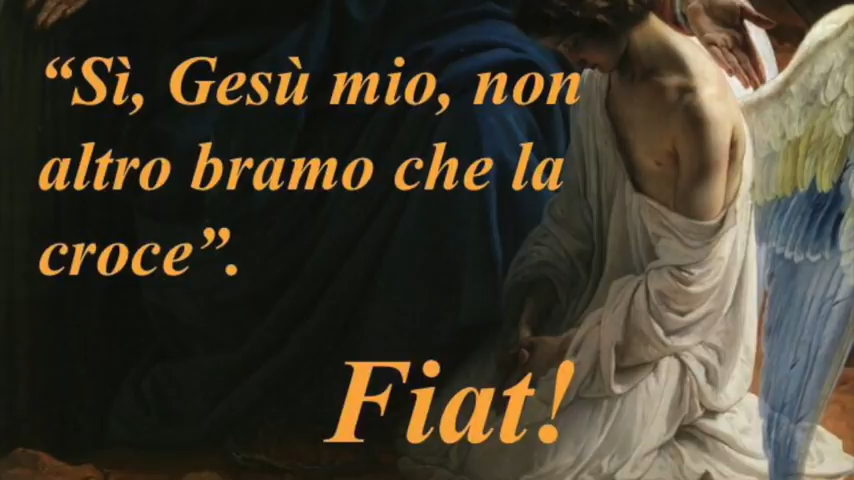 “Sì, Gesù mio, non
altro bramo che la
croce”.
Fiat!